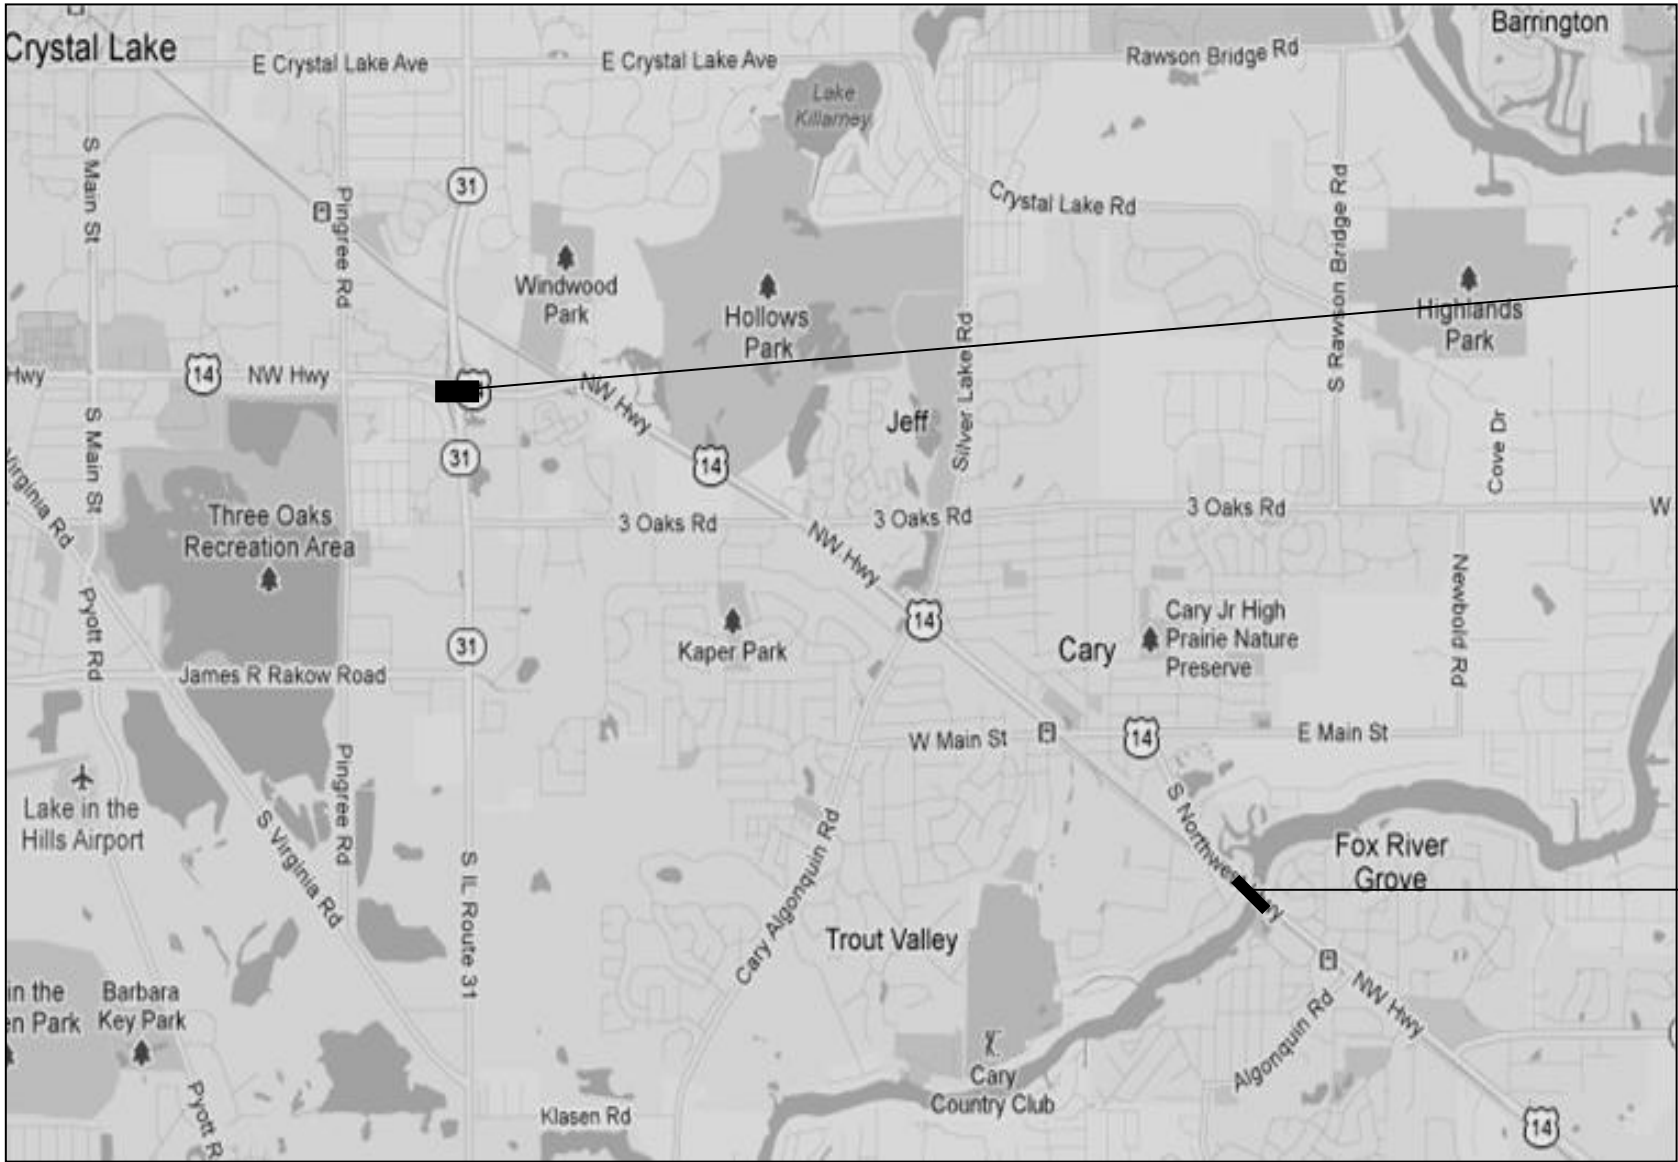 Barrington
Crystal Lake
E Crystal Lake Ave
E Crystal Lake Ave
Rawson Bridge Rd
Lake
Killarney
S Main St
31
Pingree Rd
Crystal Lake Rd
S Rawson Bridge Rd
Windwood
Park
Hollows
Park
Highlands
Park
Hwy
14
NW Hwy
NW Hwy
Silver Lake Rd
Jeff
S Main St
31
14
Cove Dr
Virginia Rd
Three Oaks
Recreation Area
3 Oaks Rd
3 Oaks Rd
3 Oaks Rd
W
NW Hwy
Pyott Rd
Newbold Rd
14
Cary Jr High
Prairie Nature
Preserve
31
Kaper Park
Cary
James R Rakow Road
W Main St
14
E Main St
Pingree Rd
Lake in the
Hills Airport
S Virginia Rd
S Northwe
Fox River
Grove
S IL Route 31
Cary Algonquin Rd
Trout Valley
in the
en Park
Barbara
Key Park
NW Hwy
Algonquin Rd
Cary
Country Club
Pyott R
Klasen Rd
14